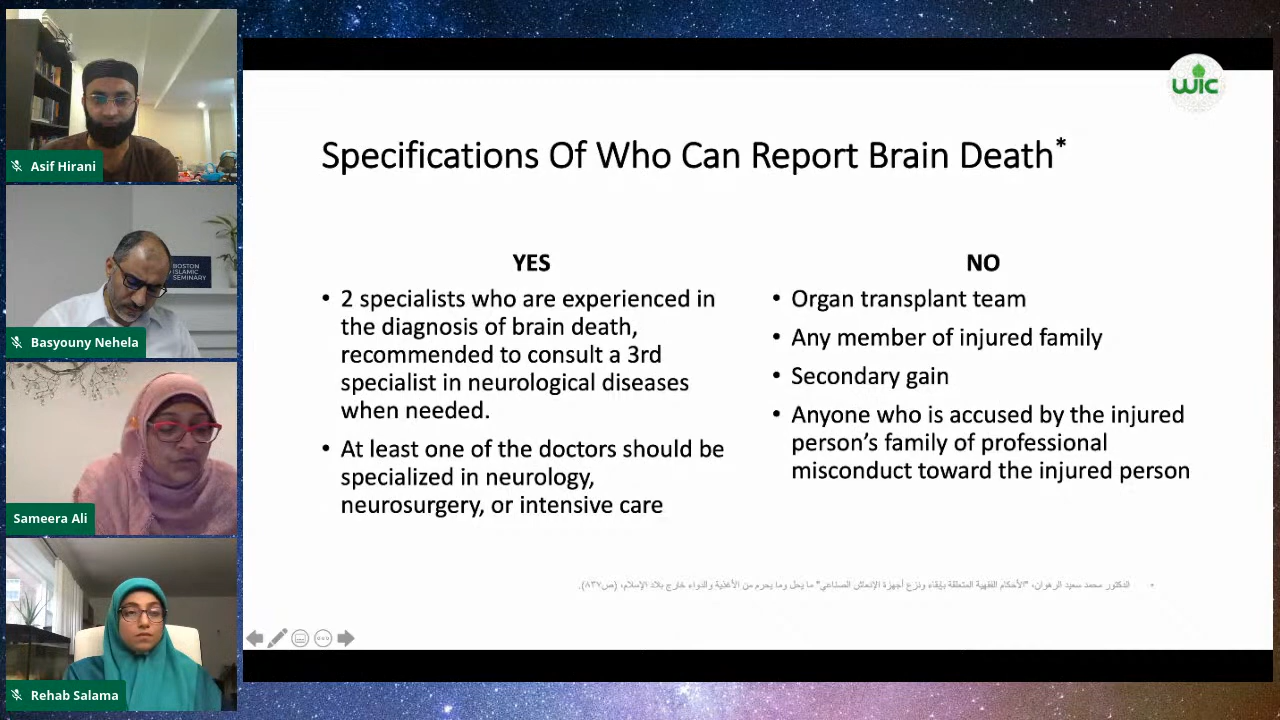 Asif Hirani
BOSTON
ISLAMIC
SEMINARY
Basyouny Nehela
Sameera Ali
Rehab Salama
wic
Specifications Of Who Can Report Brain Death*
YES
• 2 specialists who are experienced in
the diagnosis of brain death,
recommended to consult a 3rd
specialist in neurological diseases
when needed.
• At least one of the doctors should be
specialized in neurology,
neurosurgery, or intensive care
NO
• Organ transplant team
• Any member of injured family
• Secondary gain
• Anyone who is accused by the injured
person's family of professional
misconduct toward the injured person
• الدكتور محمد سعيد الرهوان، "الأحكام الفقهية المتعلقة بإبقاء ونزع أجهزة الإنعاش الصناعي" ما يحل وما يحرم من الأغذية والدواء خارج بلاد الإسلام، (ص٨٣٧).